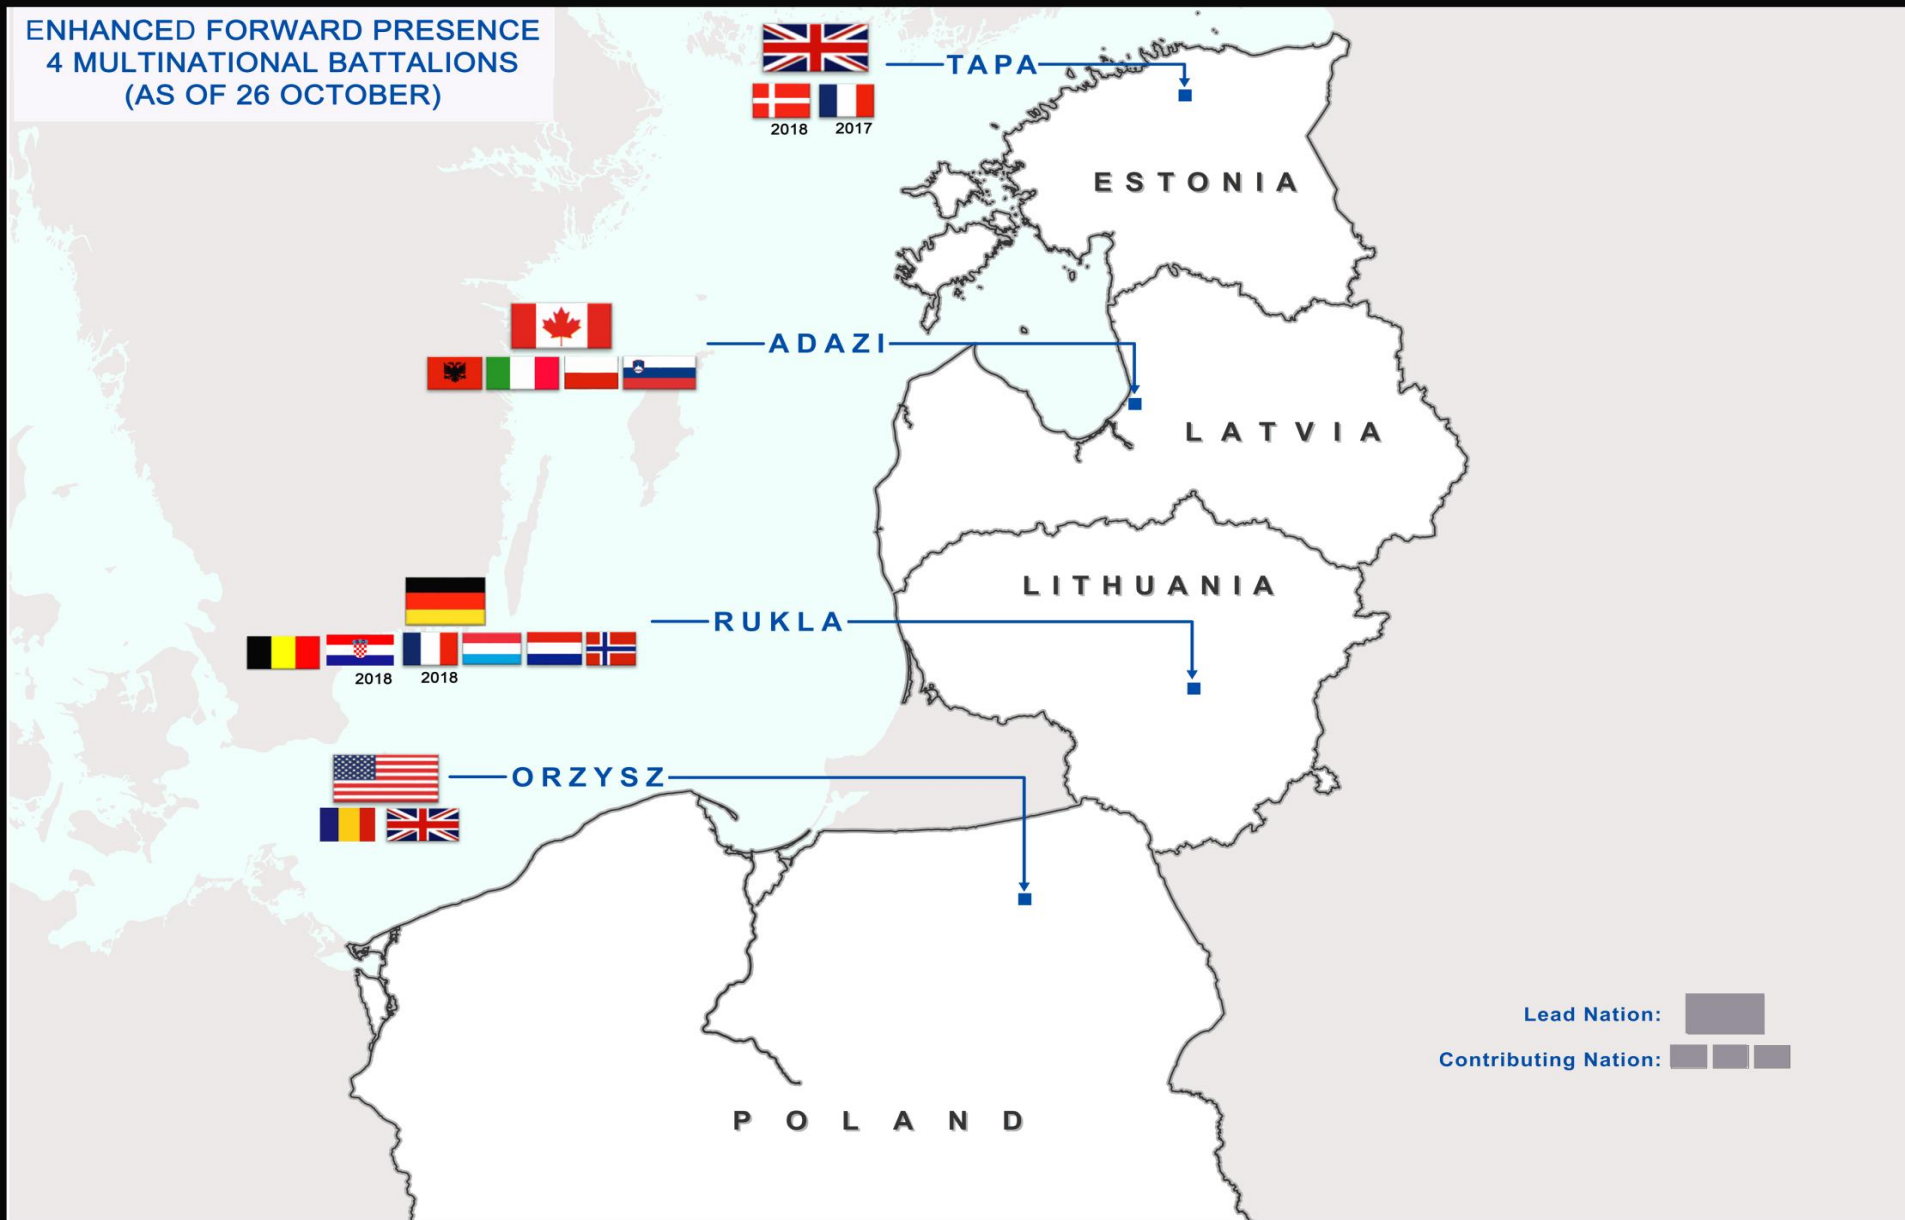 ENHANCED FORWARD PRESENCE
4 MULTINATIONAL BATTALIONS
(AS OF 26 OCTOBER)
TAPA
2018 2017
ESTONIA
ADAZI
LATVIA
LITHUANIA
RUKLA
2018 2018
ORZYSZ
Lead Nation:
Contributing Nation:
POLAND